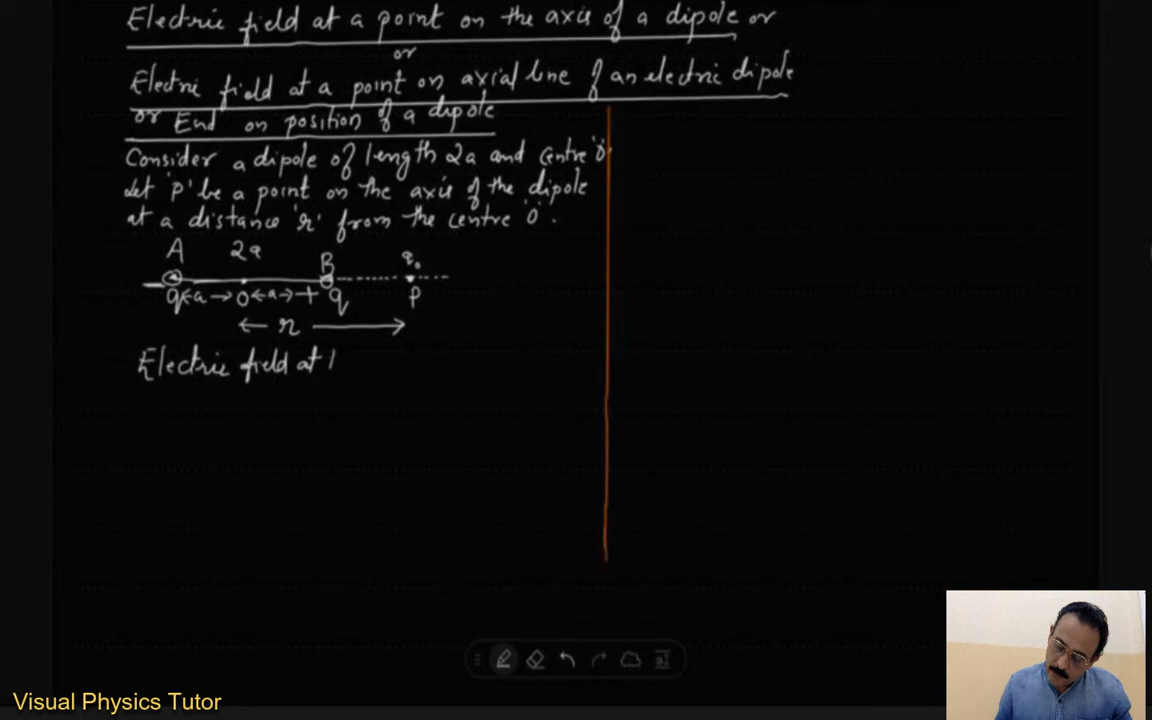 Electric field at a point on the axis of a dipole or
or
Electric field at a point on axial line of an electric dipole
or End on position of a dipole
Consider a dipole of length 2a and centre 'o'.
Let 'p' be a point on the axis of the dipole
at a distance 'r' from the centre 'O'.
A 2a B q₀
q ←a→ O ←a→ + q P
← r →
Electric field at
Visual Physics Tutor